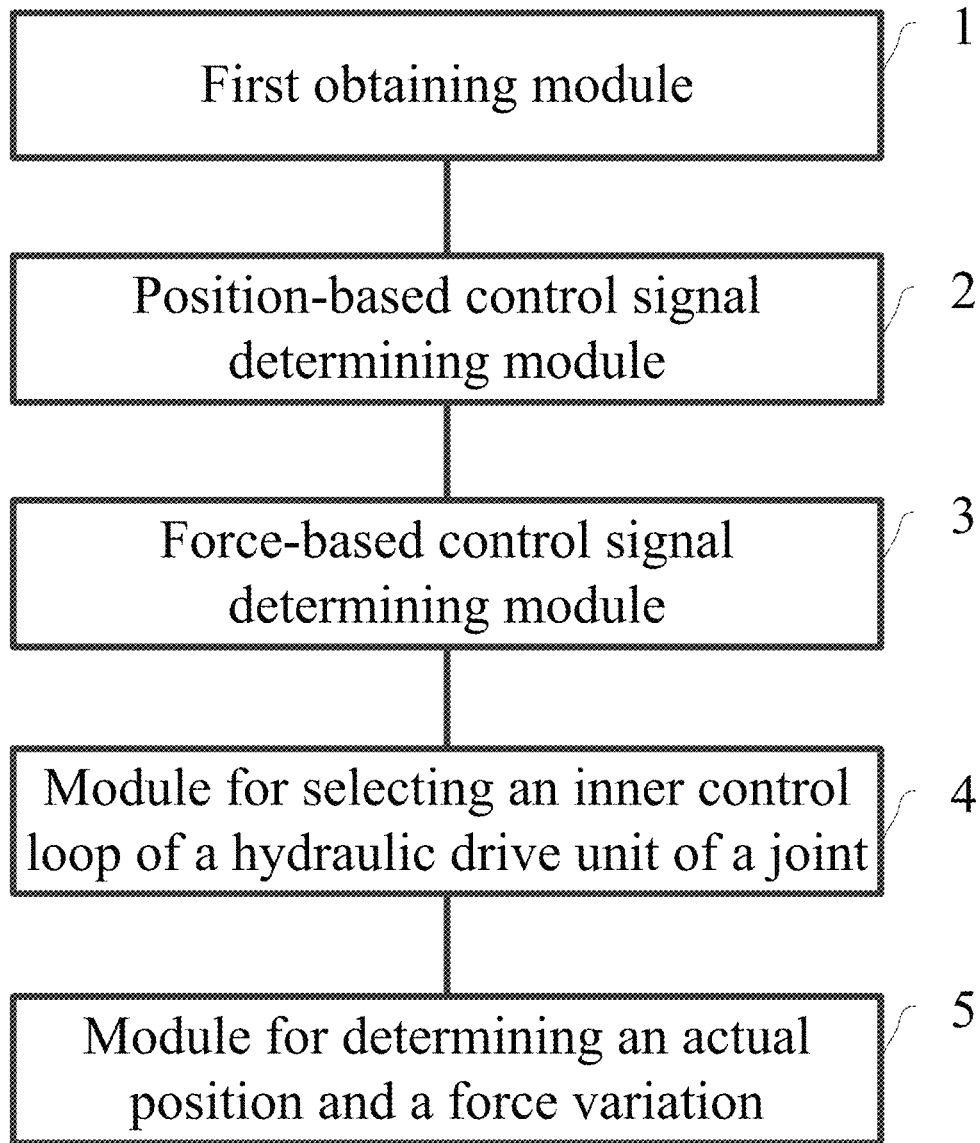 First obtaining module
1
Position-based control signal
determining module
2
Force-based control signal
determining module
3
Module for selecting an inner control
loop of a hydraulic drive unit of a joint
4
Module for determining an actual
position and a force variation
5